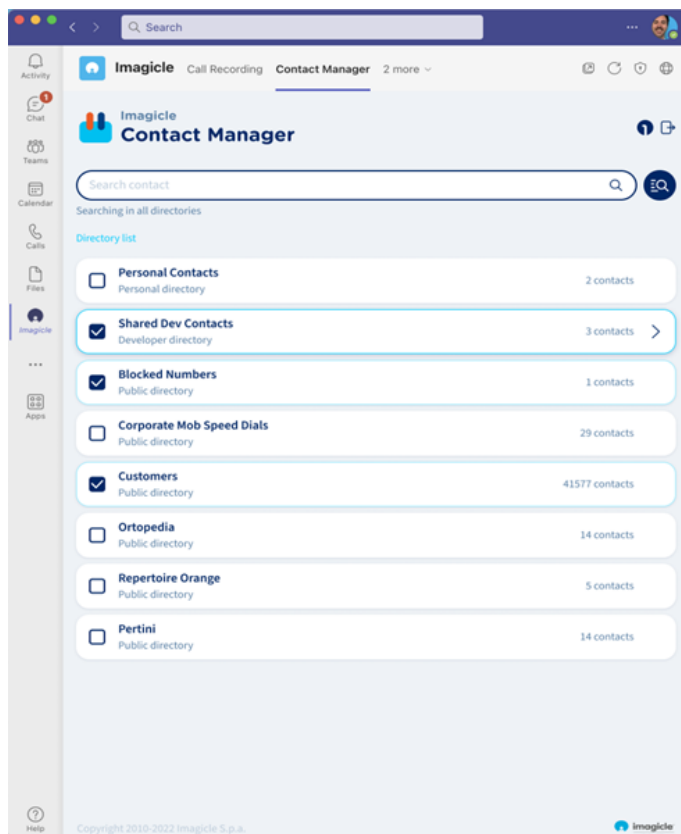 Search
Activity
Chat
1
Teams
Calendar
Calls
Files
Imagicle
Apps
Help
Imagicle Call Recording Contact Manager 2 more
Imagicle
Contact Manager
Search contact
Searching in all directories
Directory list
Personal Contacts
Personal directory
2 contacts
Shared Dev Contacts
Developer directory
3 contacts
Blocked Numbers
Public directory
1 contacts
Corporate Mob Speed Dials
Public directory
29 contacts
Customers
Public directory
41577 contacts
Ortopedia
Public directory
14 contacts
Repertoire Orange
Public directory
5 contacts
Pertini
Public directory
14 contacts
Copyright 2010-2022 Imagicle S.p.a.
imagicle